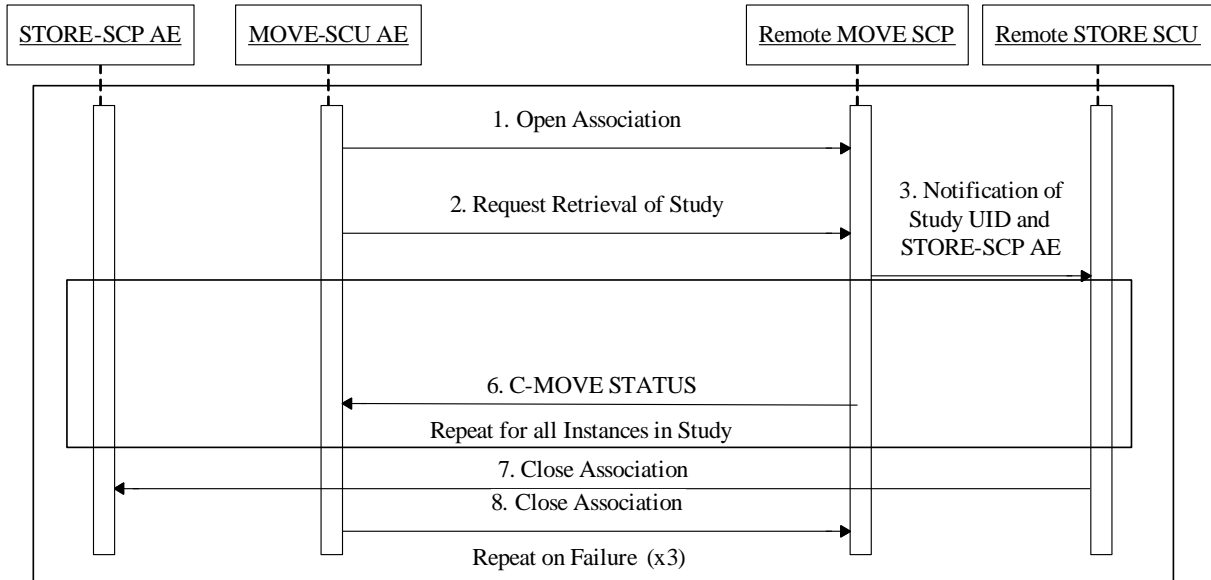 STORE-SCP AE
MOVE-SCU AE
Remote MOVE SCP
Remote STORE SCU
1. Open Association
2. Request Retrieval of Study
3. Notification of
Study UID and
STORE-SCP AE
6. C-MOVE STATUS
Repeat for all Instances in Study
7. Close Association
8. Close Association
Repeat on Failure (x3)